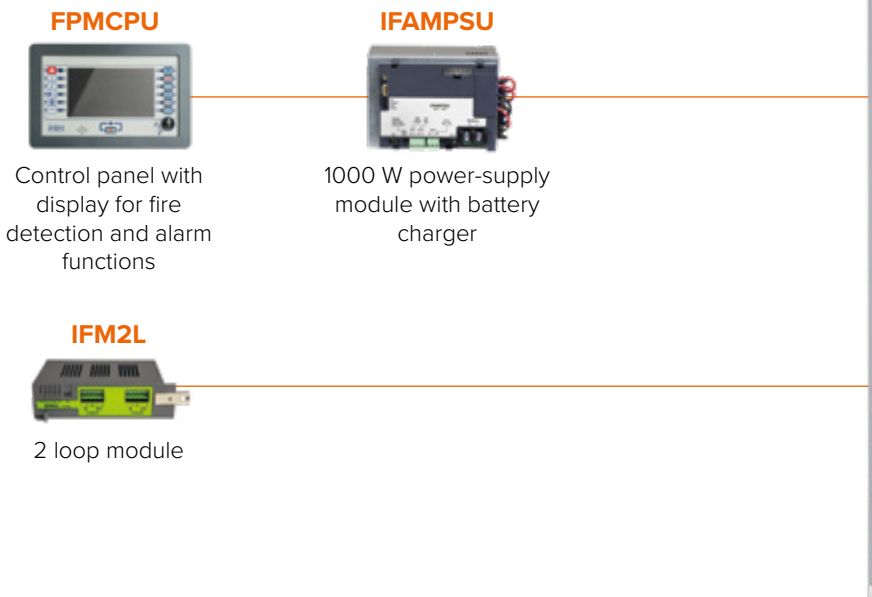 FPMCPU
Control panel with
display for fire
detection and alarm
functions
IFAMPSU
1000 W power-supply
module with battery
charger
IFM2L
2 loop module